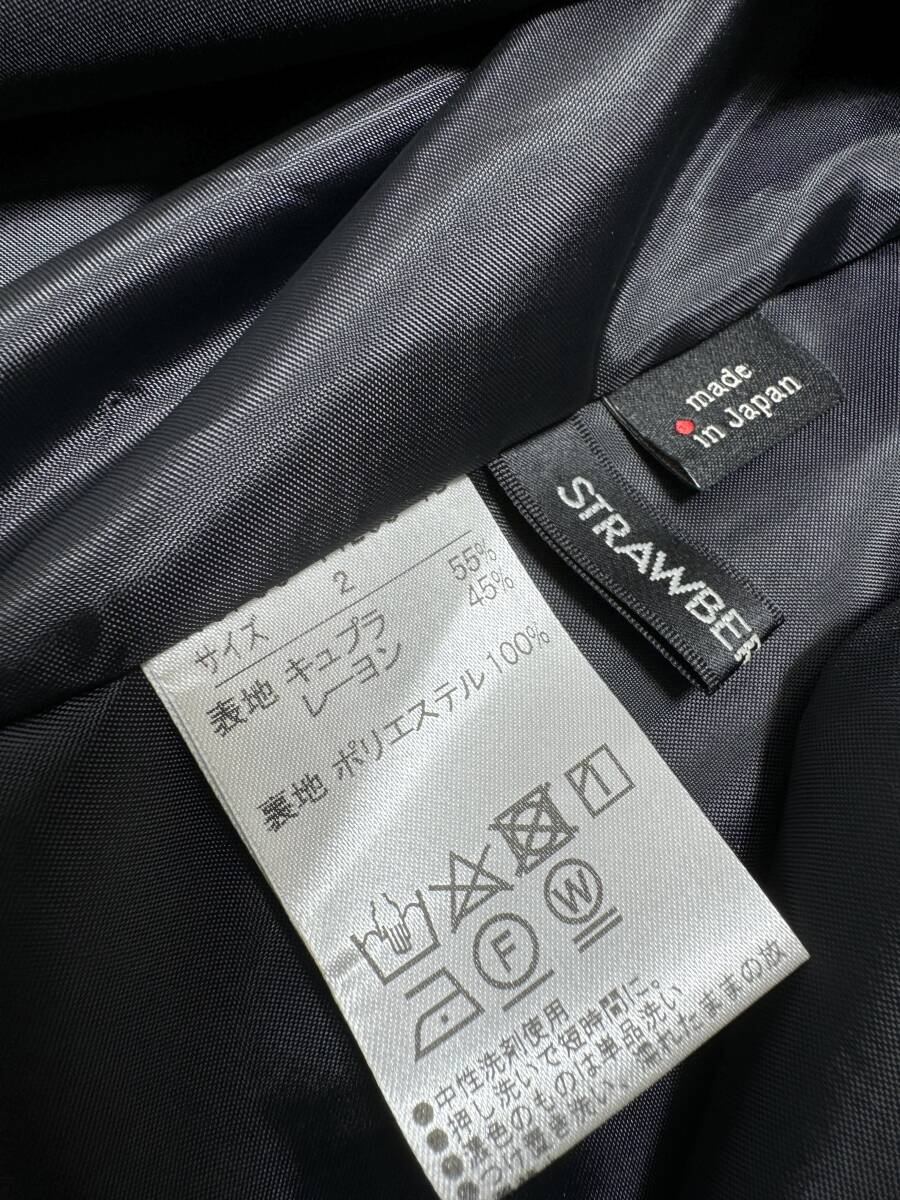 made
in Japan
STRAWBE
サイズ 2
表地 キュプラ 55%
レーヨン 45%
裏地 ポリエステル 100%
F
W
●中性洗剤使用
●押し洗いで短時間に。
●濃色のものは単品洗い
●つけ置き洗い、濡れたままの放